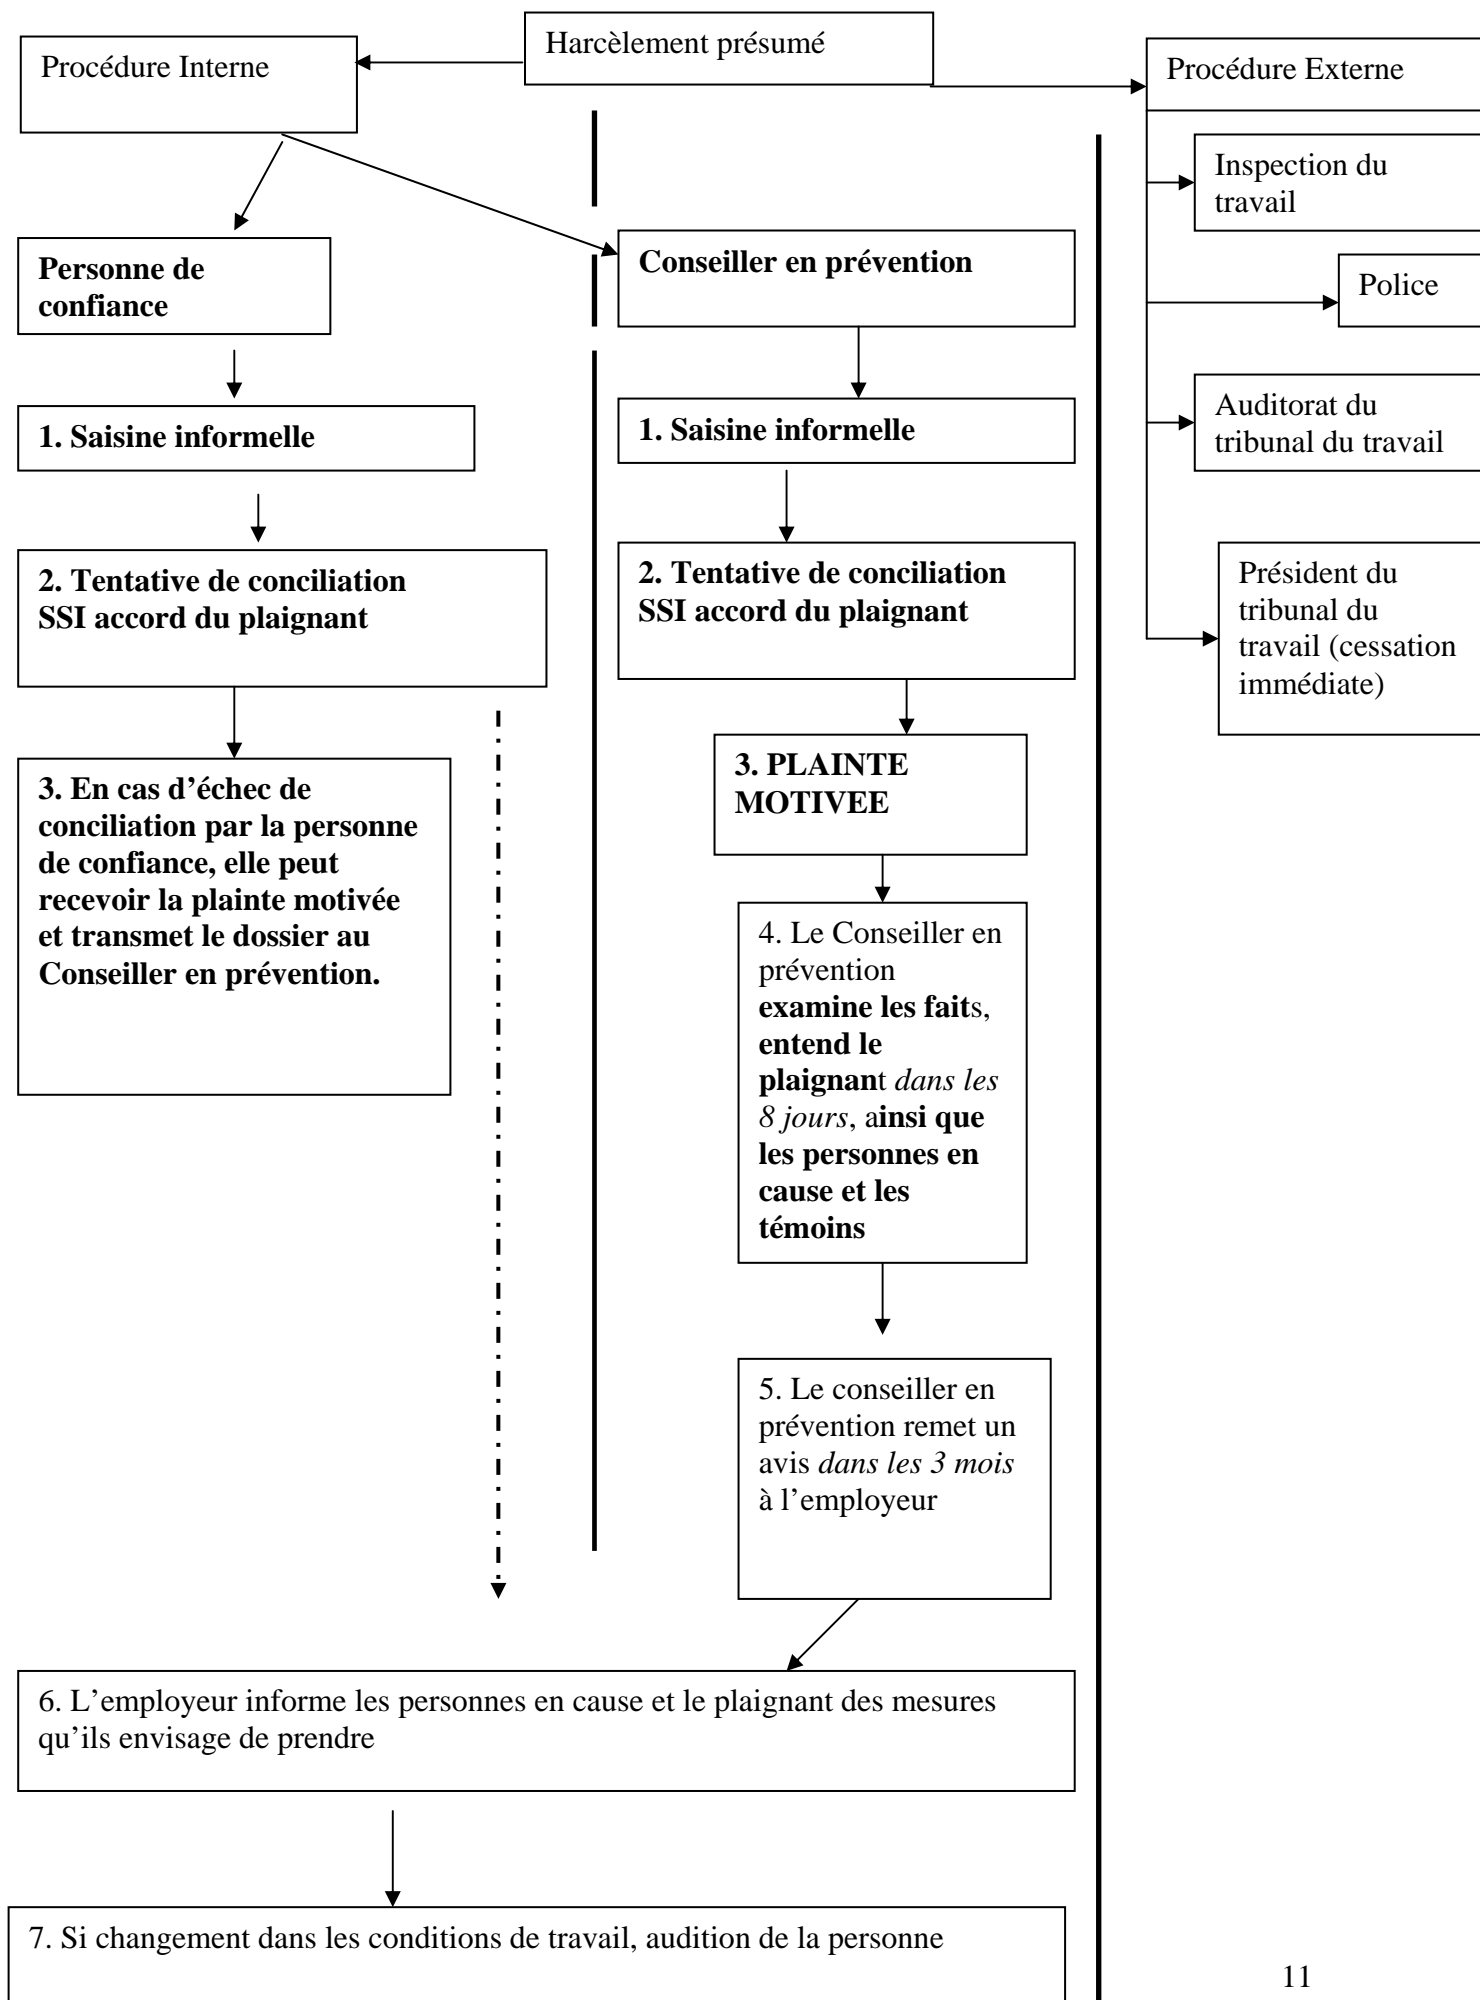 Harcèlement présumé
Procédure Interne
Procédure Externe
Inspection du
travail
Police
Auditorat du
tribunal du travail
Président du
tribunal du
travail (cessation
immédiate)
Personne de
confiance
1. Saisine informelle
2. Tentative de conciliation
SSI accord du plaignant
3. En cas d’échec de
conciliation par la personne
de confiance, elle peut
recevoir la plainte motivée
et transmet le dossier au
Conseiller en prévention.
Conseiller en prévention
1. Saisine informelle
2. Tentative de conciliation
SSI accord du plaignant
3. PLAINTE
MOTIVEE
4. Le Conseiller en
prévention
examine les faits,
entend le
plaignant dans les
8 jours, ainsi que
les personnes en
cause et les
témoins
5. Le conseiller en
prévention remet un
avis dans les 3 mois
à l’employeur
6. L’employeur informe les personnes en cause et le plaignant des mesures
qu’ils envisage de prendre
7. Si changement dans les conditions de travail, audition de la personne
11